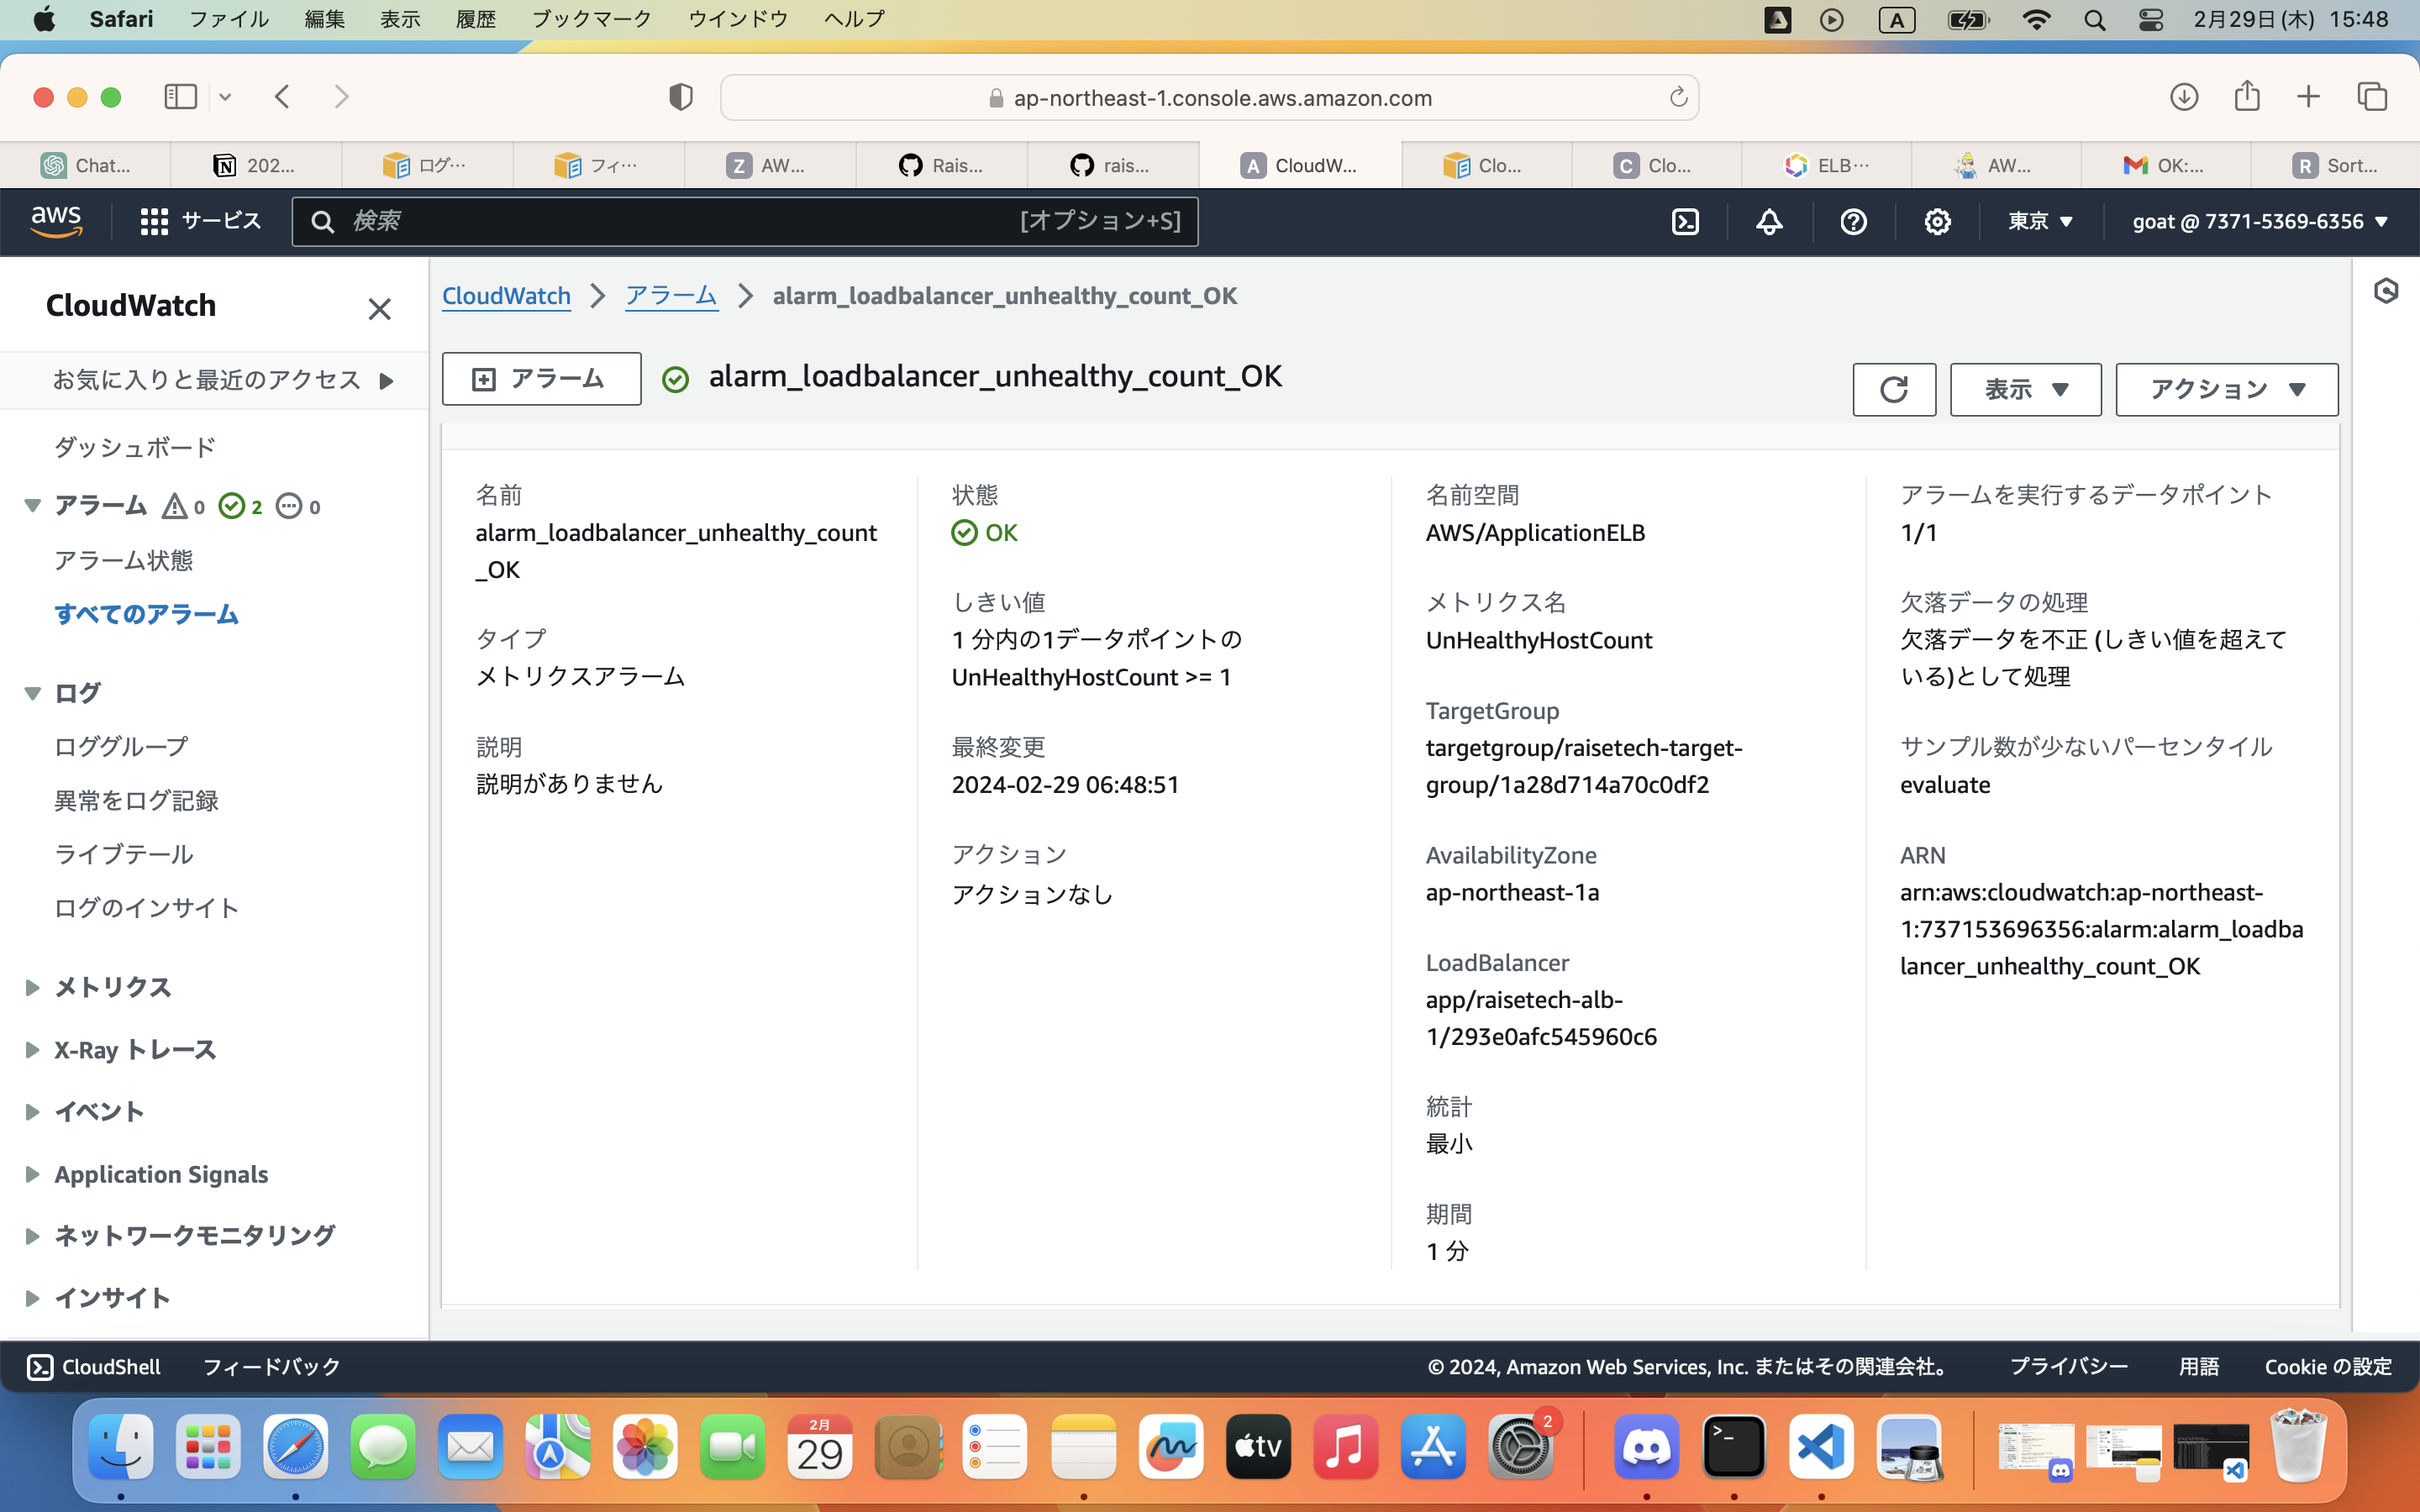 Safari ファイル 編集 表示 履歴 ブックマーク ウインドウ ヘルプ
A 2月29日(木) 15:48
ap-northeast-1.console.aws.amazon.com
Chat...
202...
ログ...
フィ...
Z AW...
Rais...
rais...
A CloudW...
Clo...
C Clo...
ELB...
AW...
OK:...
R Sort...
aws サービス 検索 [オプション+S] 東京 ▼ goat @ 7371-5369-6356 ▼
CloudWatch
お気に入りと最近のアクセス
ダッシュボード
アラーム 0 2 0
アラーム状態
すべてのアラーム
ログ
ロググループ
異常をログ記録
ライブテール
ログのインサイト
メトリクス
X-Ray トレース
イベント
Application Signals
ネットワークモニタリング
インサイト
CloudWatch > アラーム > alarm_loadbalancer_unhealthy_count_OK
アラーム
alarm_loadbalancer_unhealthy_count_OK
表示 ▼
アクション ▼
名前
alarm_loadbalancer_unhealthy_count
_OK
タイプ
メトリクスアラーム
説明
説明がありません
状態
OK
しきい値
1 分内の1データポイントの
UnHealthyHostCount >= 1
最終変更
2024-02-29 06:48:51
アクション
アクションなし
名前空間
AWS/ApplicationELB
メトリクス名
UnHealthyHostCount
TargetGroup
targetgroup/raisetech-target-
group/1a28d714a70c0df2
AvailabilityZone
ap-northeast-1a
LoadBalancer
app/raisetech-alb-
1/293e0afc545960c6
統計
最小
期間
1 分
アラームを実行するデータポイント
1/1
欠落データの処理
欠落データを不正 (しきい値を超えて
いる)として処理
サンプル数が少ないパーセンタイル
evaluate
ARN
arn:aws:cloudwatch:ap-northeast-
1:737153696356:alarm:alarm_loadba
lancer_unhealthy_count_OK
CloudShell フィードバック © 2024, Amazon Web Services, Inc. またはその関連会社。 プライバシー 用語 Cookie の設定
2月
29
tv
2